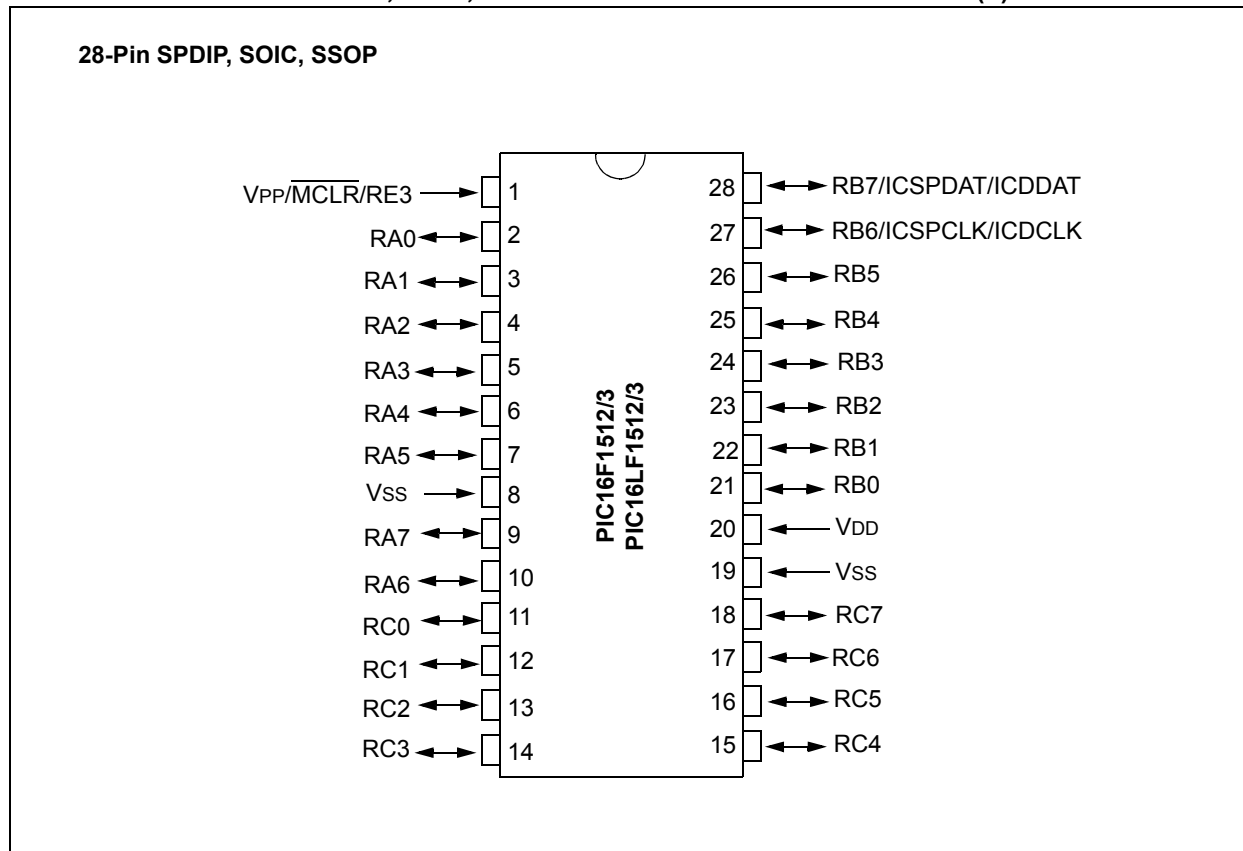 28-Pin SPDIP, SOIC, SSOP
VPP/MCLR/RE3 1
RA0 2
RA1 3
RA2 4
RA3 5
RA4 6
RA5 7
VSS 8
RA7 9
RA6 10
RC0 11
RC1 12
RC2 13
RC3 14
PIC16F1512/3
PIC16LF1512/3
28 RB7/ICSPDAT/ICDDAT
27 RB6/ICSPCLK/ICDCLK
26 RB5
25 RB4
24 RB3
23 RB2
22 RB1
21 RB0
20 VDD
19 VSS
18 RC7
17 RC6
16 RC5
15 RC4